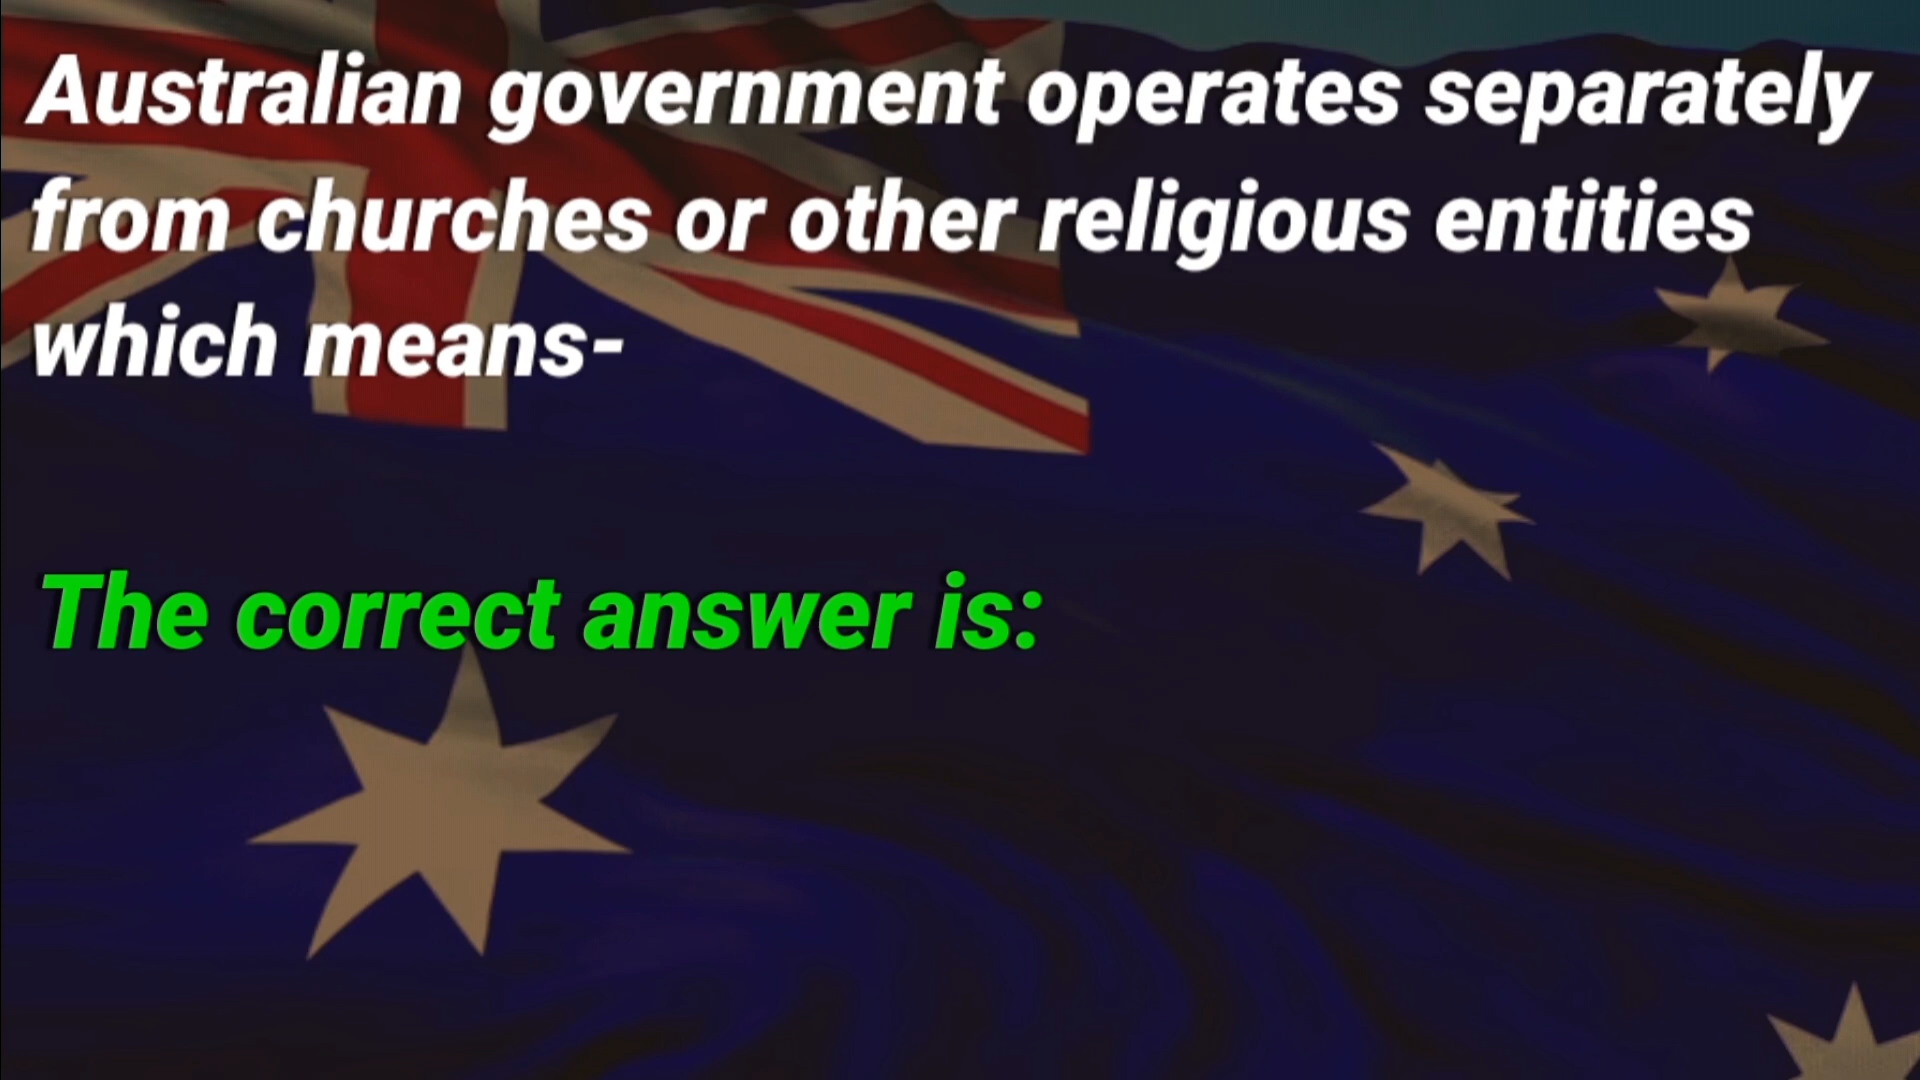 Australian government operates separately
from churches or other religious entities
which means-
The correct answer is: